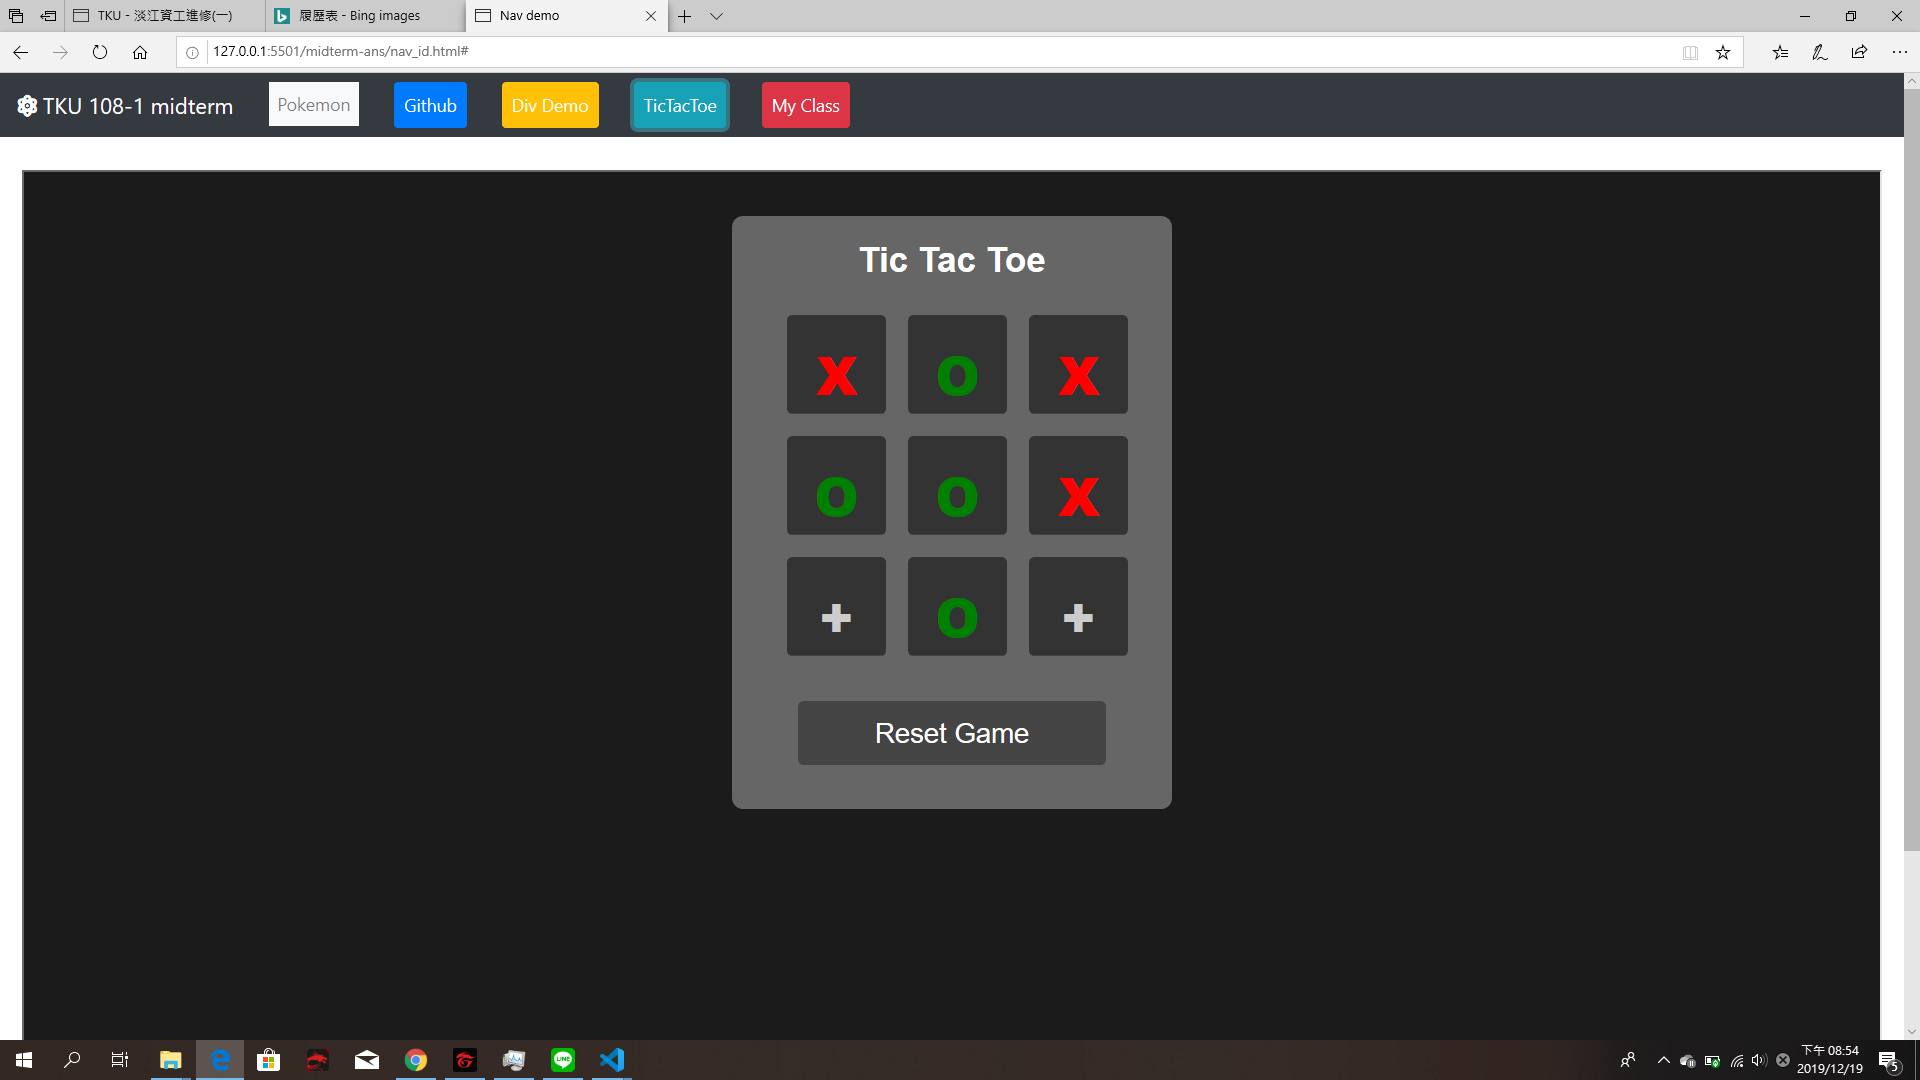 TKU - 淡江資工進修(一)
履歷表 - Bing images
Nav demo
127.0.0.1:5501/midterm-ans/nav_id.html#
TKU 108-1 midterm
Pokemon
Github
Div Demo
TicTacToe
My Class
Tic Tac Toe
x o x
o o x
+ o +
Reset Game
下午 08:54
2019/12/19
5